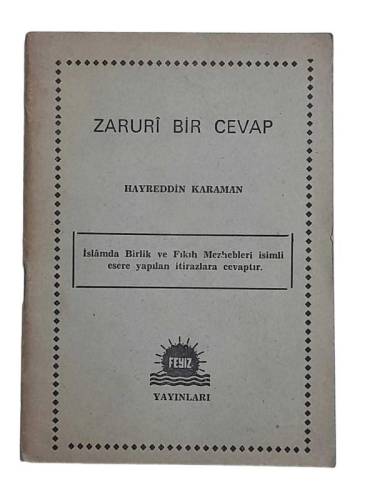 ZARURÎ BİR CEVAP
HAYREDDİN KARAMAN
İslâmda Birlik ve Fıkıh Mezhebleri isimli
esere yapılan itirazlara cevaptır.
FEYİZ
YAYINLARI